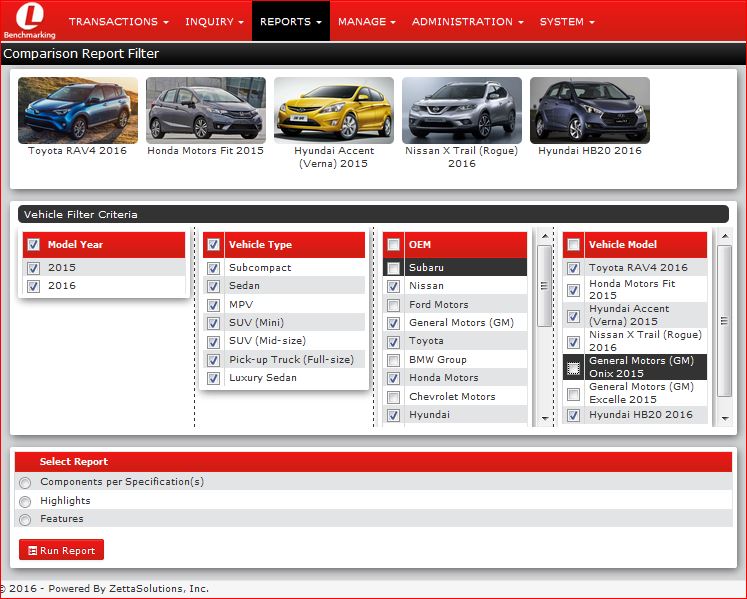 L
Benchmarking
TRANSACTIONS INQUIRY REPORTS MANAGE ADMINISTRATION SYSTEM
Comparison Report Filter
Toyota RAV4 2016
Honda Motors Fit 2015
Hyundai Accent
(Verna) 2015
Nissan X Trail (Rogue)
2016
Hyundai HB20 2016
Vehicle Filter Criteria
Model Year
2015
2016
Vehicle Type
Subcompact
Sedan
MPV
SUV (Mini)
SUV (Mid-size)
Pick-up Truck (Full-size)
Luxury Sedan
OEM
Subaru
Nissan
Ford Motors
General Motors (GM)
Toyota
BMW Group
Honda Motors
Chevrolet Motors
Hyundai
Vehicle Model
Toyota RAV4 2016
Honda Motors Fit
2015
Hyundai Accent
(Verna) 2015
Nissan X Trail (Rogue)
2016
General Motors (GM)
Onix 2015
General Motors (GM)
Excelle 2015
Hyundai HB20 2016
Select Report
Components per Specification(s)
Highlights
Features
Run Report
© 2016 - Powered By ZettaSolutions, Inc.